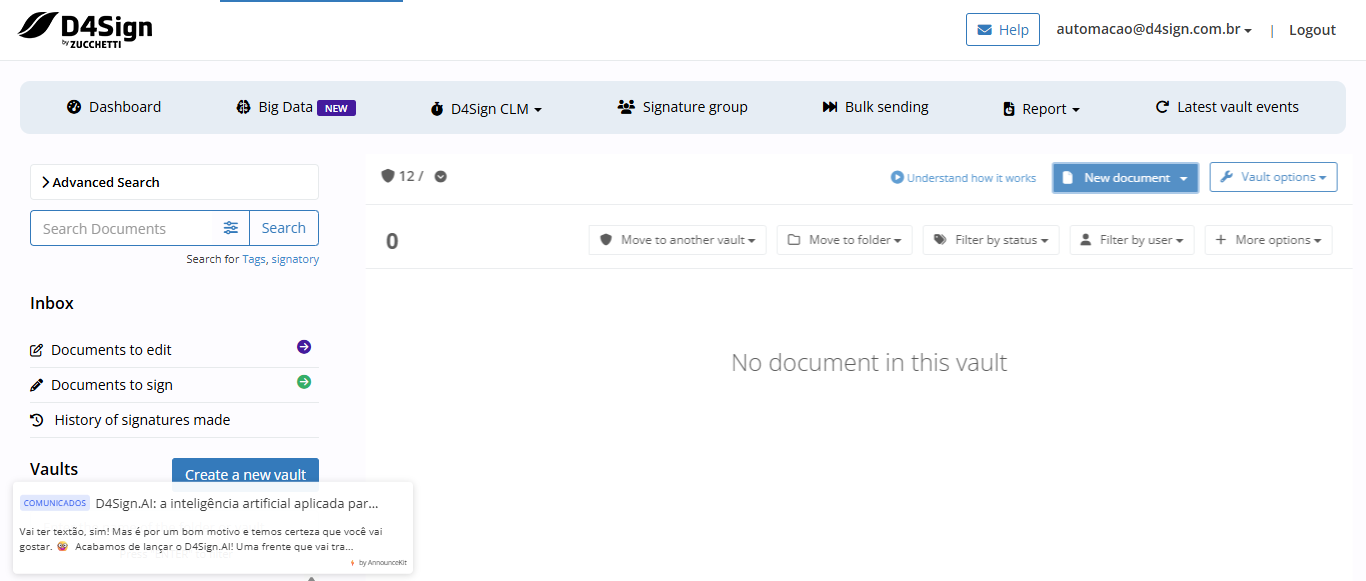 D4Sign
by ZUCCHETTI
Help
automacao@d4sign.com.br
|
Logout
Dashboard
Big Data NEW
D4Sign CLM
Signature group
Bulk sending
Report
Latest vault events
Advanced Search
Search Documents
Search
Search for Tags, signatory
Inbox
Documents to edit
Documents to sign
History of signatures made
Vaults
Create a new vault
12 /
Understand how it works
New document
Vault options
0
Move to another vault
Move to folder
Filter by status
Filter by user
More options
No document in this vault
COMUNICADOS D4Sign.AI: a inteligência artificial aplicada par...
Vai ter textão, sim! Mas é por um bom motivo e temos certeza que você vai
gostar. 🤯 Acabamos de lançar o D4Sign.AI! Uma frente que vai tra...
by AnnounceKit